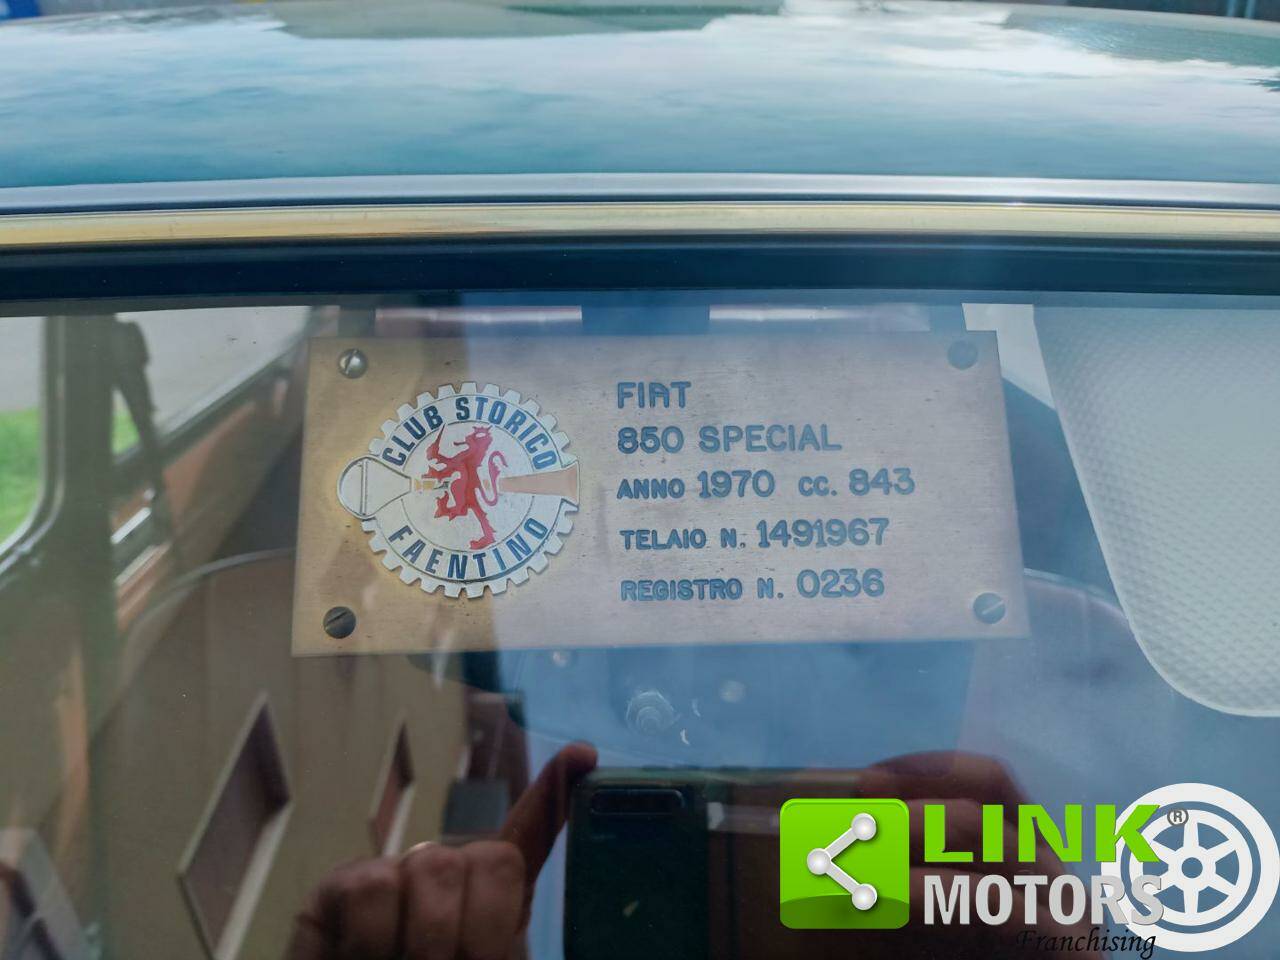 CLUB STORICO
FAENTINO
FIAT
850 SPECIAL
ANNO 1970 CC. 843
TELAIO N. 1491967
REGISTRO N. 0236
LINK®
MOTORS
Franchising